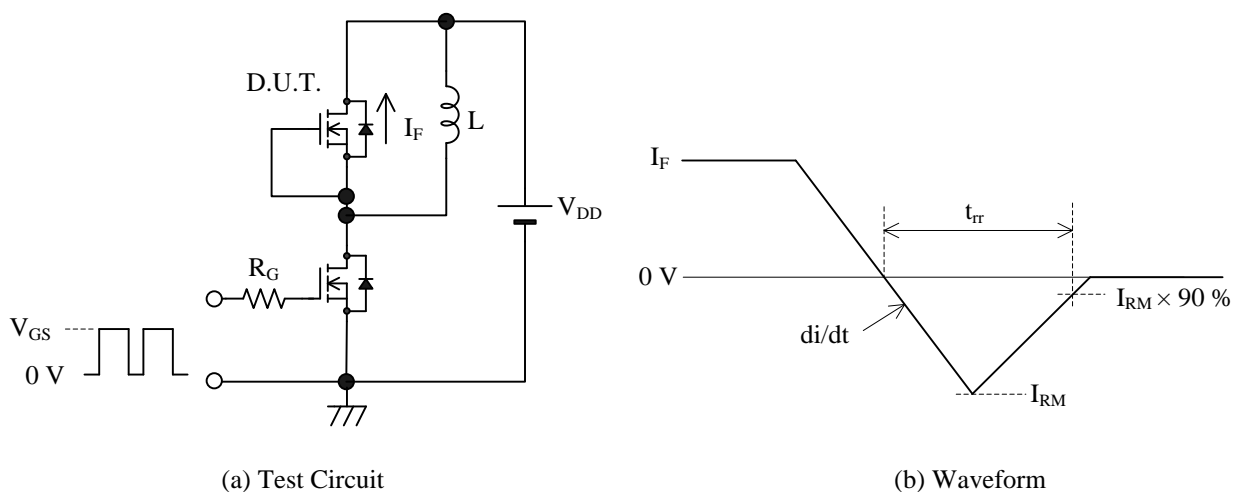 D.U.T.
I_F
L
V_DD
R_G
V_GS
0 V
(a) Test Circuit
I_F
t_rr
0 V
I_RM × 90 %
di/dt
I_RM
(b) Waveform